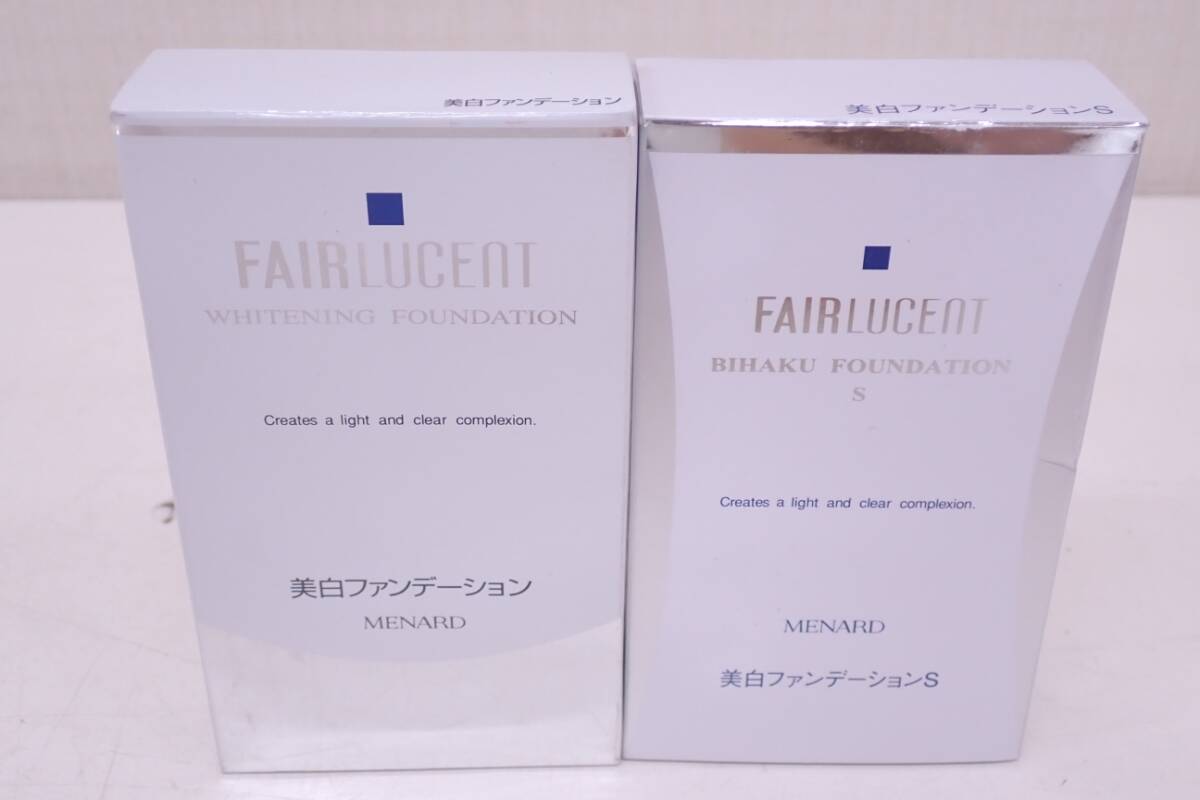 美白ファンデーション
FAIRLUCENT
WHITENING FOUNDATION
Creates a light and clear complexion.
美白ファンデーション
MENARD
美白ファンデーションS
FAIRLUCENT
BIHAKU FOUNDATION
S
Creates a light and clear complexion.
MENARD
美白ファンデーションS